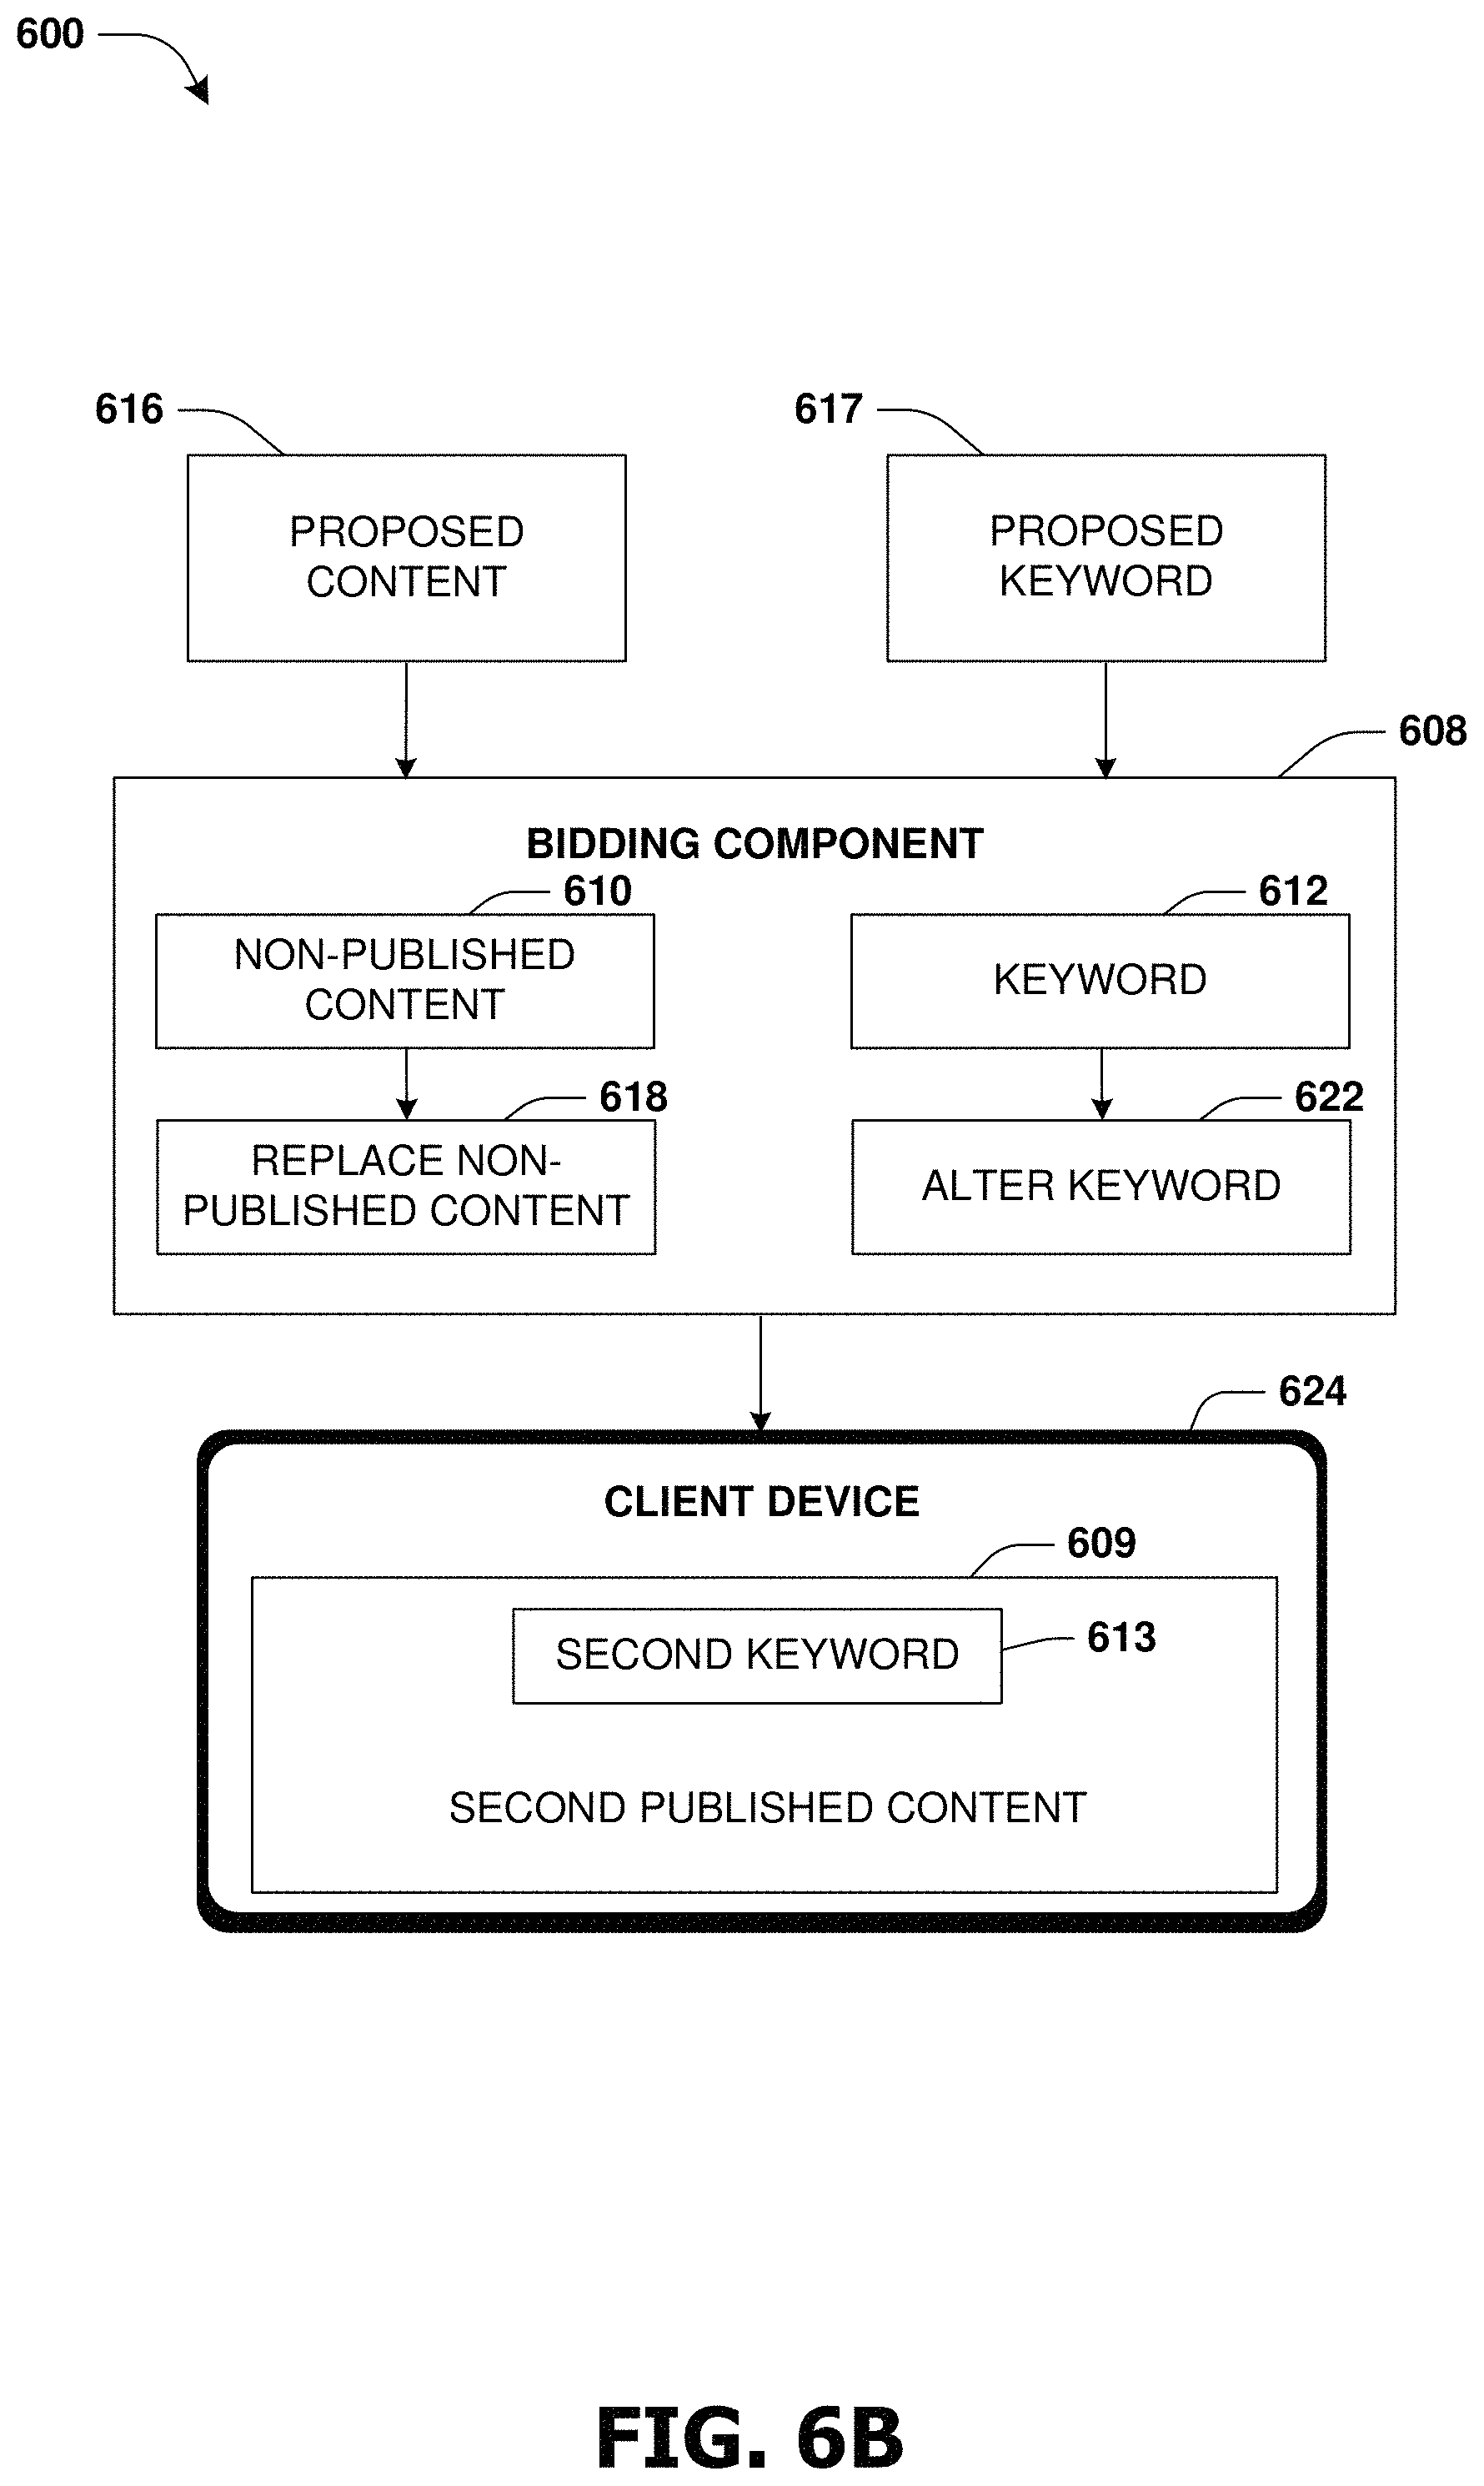 600
616
617
PROPOSED
CONTENT
PROPOSED
KEYWORD
608
BIDDING COMPONENT
610
612
NON-PUBLISHED
CONTENT
KEYWORD
618
622
REPLACE NON-
PUBLISHED CONTENT
ALTER KEYWORD
624
CLIENT DEVICE
609
SECOND KEYWORD
613
SECOND PUBLISHED CONTENT
FIG. 6B